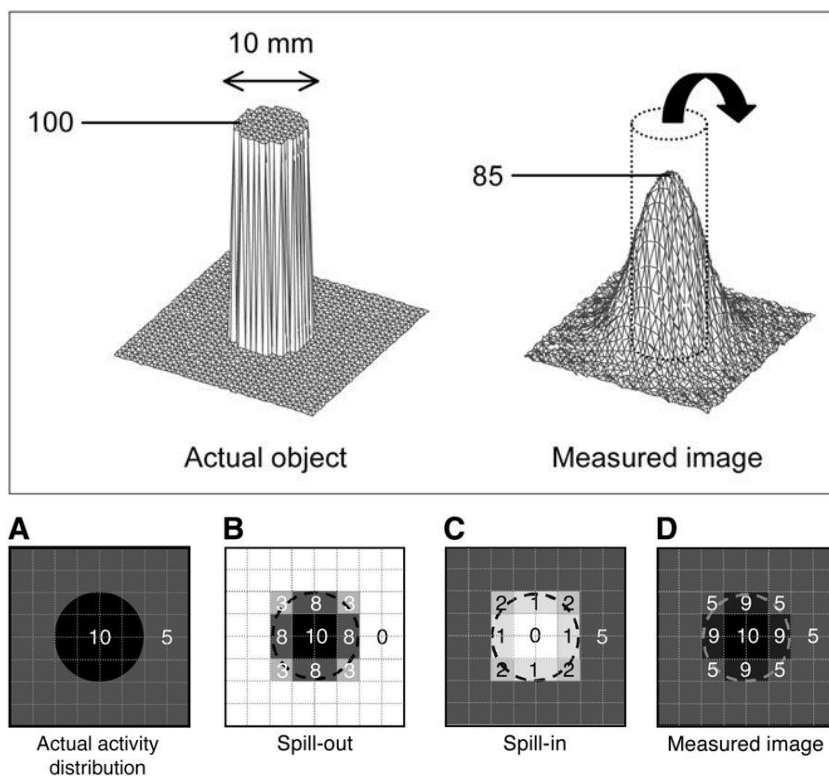 10 mm
100
85
Actual object Measured image
A B C D
3 8 3 2 1 2 5 9 5
10 5 8 10 8 0 1 0 1 5 9 10 9 5
3 8 3 2 1 2 5 9 5
Actual activity
distribution
Spill-out Spill-in Measured image